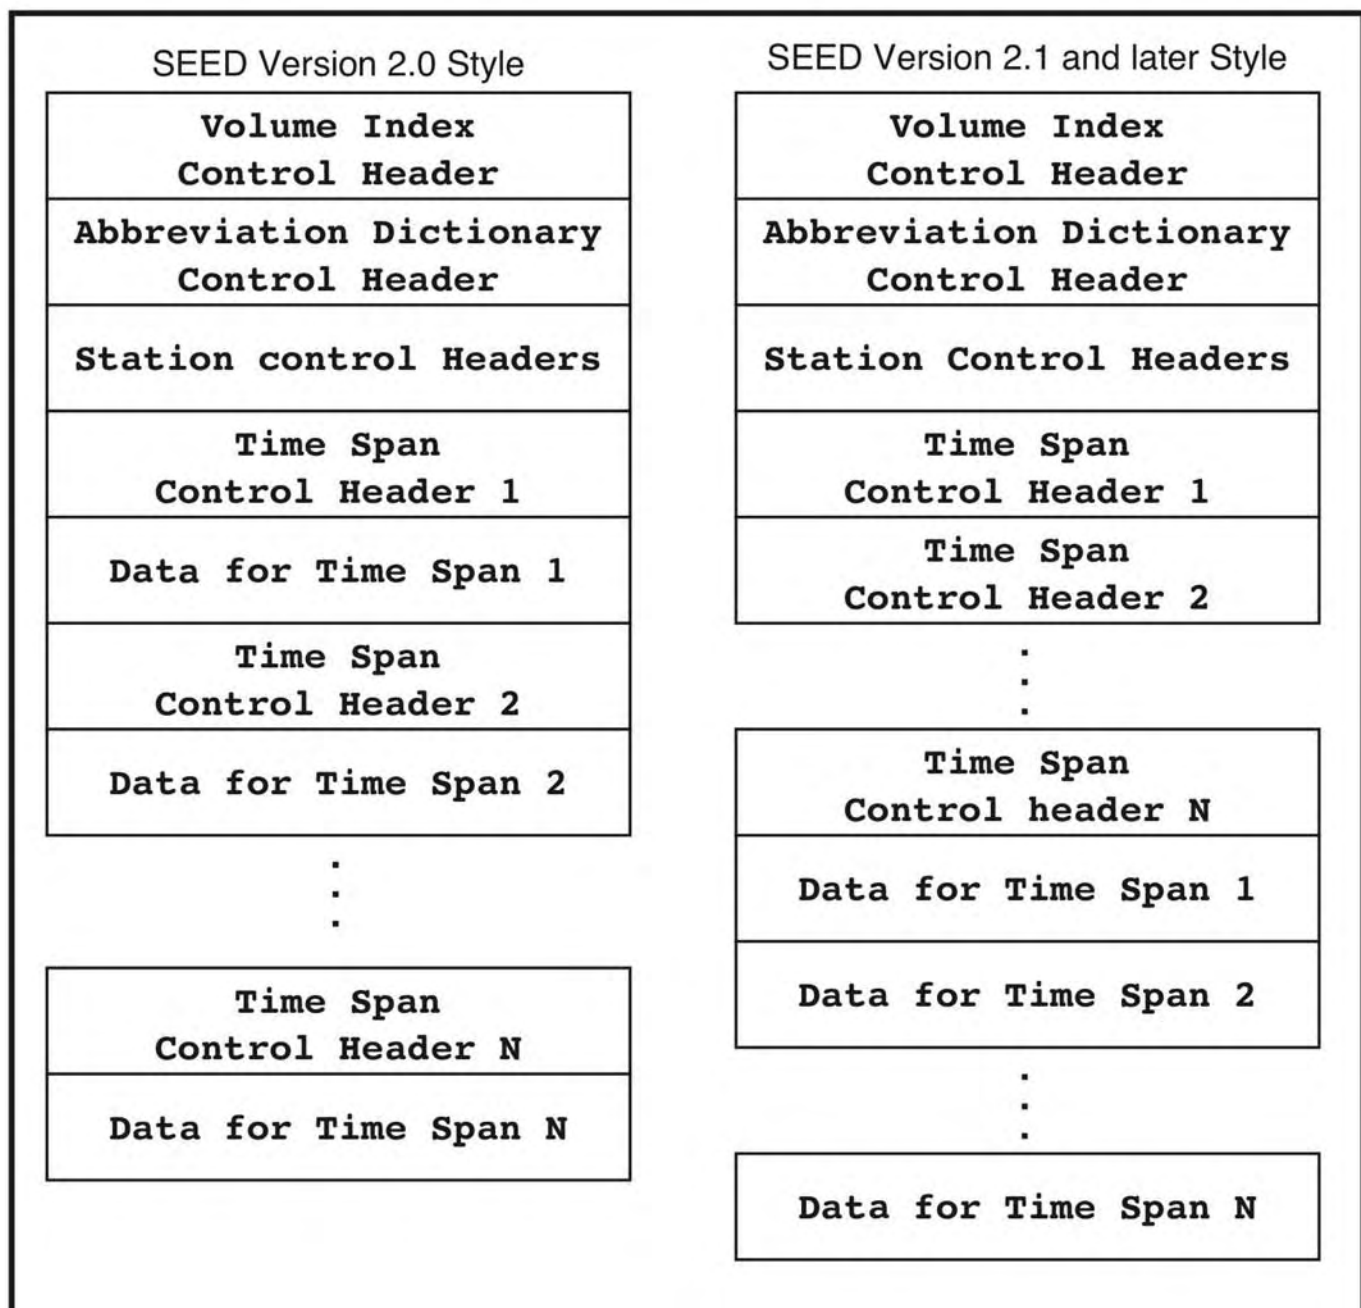 SEED Version 2.0 Style
Volume Index
Control Header
Abbreviation Dictionary
Control Header
Station control Headers
Time Span
Control Header 1
Data for Time Span 1
Time Span
Control Header 2
Data for Time Span 2
.
.
.
Time Span
Control Header N
Data for Time Span N
SEED Version 2.1 and later Style
Volume Index
Control Header
Abbreviation Dictionary
Control Header
Station Control Headers
Time Span
Control Header 1
Time Span
Control Header 2
.
.
.
Time Span
Control header N
Data for Time Span 1
Data for Time Span 2
.
.
.
Data for Time Span N